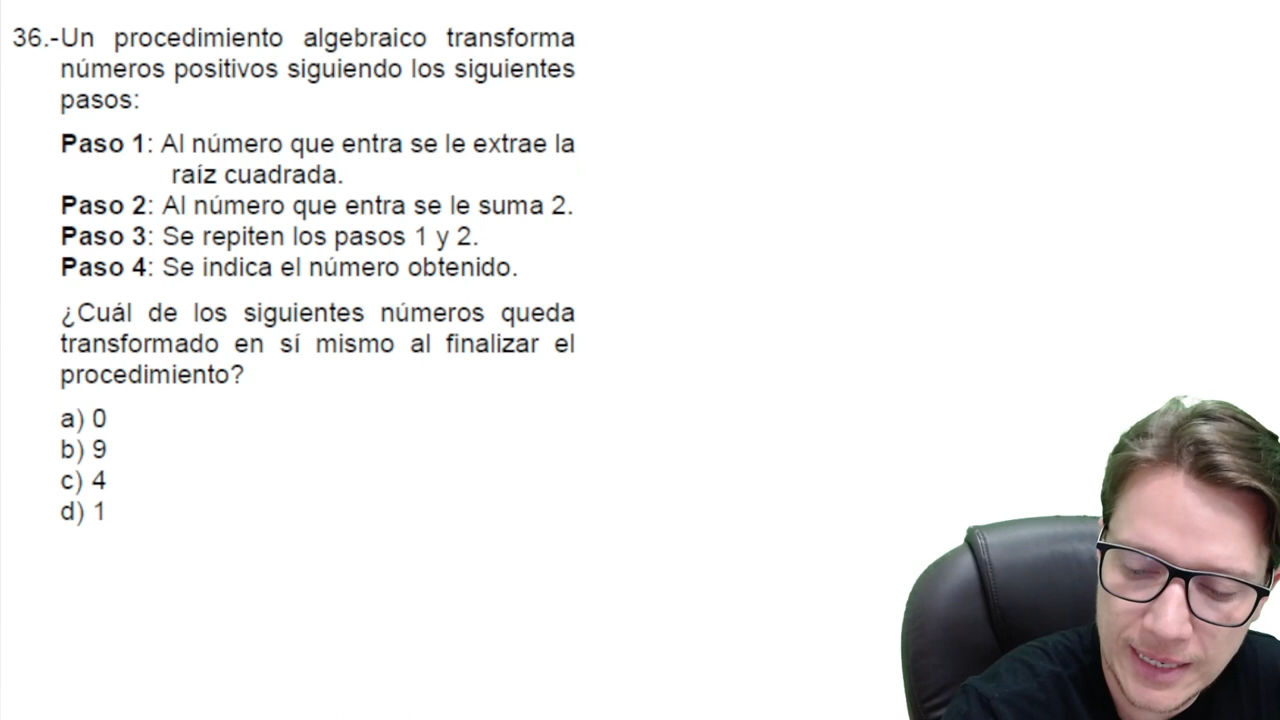 36.-Un procedimiento algebraico transforma
números positivos siguiendo los siguientes
pasos:
Paso 1: Al número que entra se le extrae la
raíz cuadrada.
Paso 2: Al número que entra se le suma 2.
Paso 3: Se repiten los pasos 1 y 2.
Paso 4: Se indica el número obtenido.
¿Cuál de los siguientes números queda
transformado en sí mismo al finalizar el
procedimiento?
a) 0
b) 9
c) 4
d) 1